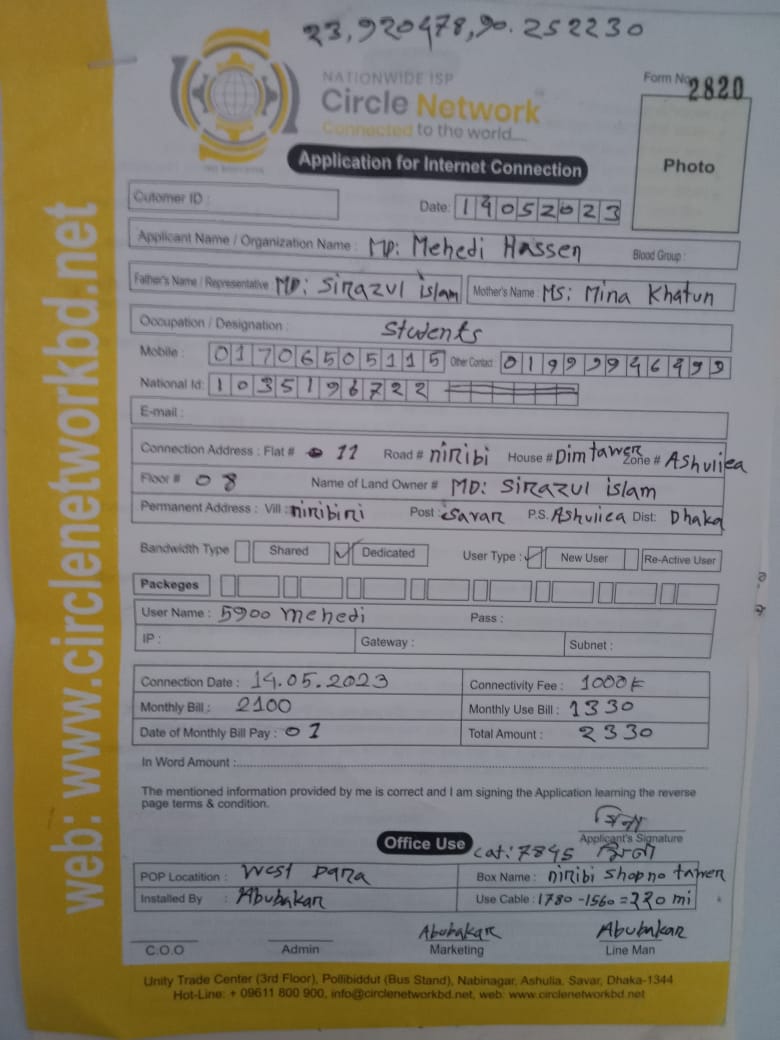 23,920478,90.252230
NATIONWIDE ISP
Circle Network
Connected to the world....
Form No. 2820
Application for Internet Connection
Photo
Cutomer ID :
Date: 14052023
Applicant Name / Organization Name : MD: Mehedi Hassen Blood Group :
Father's Name / Representative MD: Sirazul islam Mother's Name : MS: Mina Khatun
Occupation / Designation : Students
Mobile : 01706505115 Other Contact : 01999946499
National Id: 1035196722
E-mail :
Connection Address : Flat # 11 Road # niribi House # Dim tawer Zone # Ashuliea
Floor # 08 Name of Land Owner # MD: Sirazul islam
Permanent Address : Vill : niribiri Post : Savar P.S. Ashuliea Dist: Dhaka
Bandwidth Type Shared Dedicated User Type : New User Re-Active User
Packeges
User Name : 5900 mehedi Pass :
IP : Gateway : Subnet :
Connection Date : 14.05.2023 Connectivity Fee : 1000৳
Monthly Bill : 2100 Monthly Use Bill : 1330
Date of Monthly Bill Pay : 01 Total Amount : 2330
In Word Amount :
The mentioned information provided by me is correct and I am signing the Application learning the reverse
page terms & condition.
মিনা
Applicant's Signature
Office Use cat: 7845
POP Locatition : West para Box Name : niribi shopno tawer
Installed By : Abubakar Use Cable : 1780 - 1560 = 220 mi
Abubakar Abubakar
C.O.O Admin Marketing Line Man
Unity Trade Center (3rd Floor), Pollibiddut (Bus Stand), Nabinagar, Ashulia, Savar, Dhaka-1344
Hot-Line: + 09611 800 900, info@circlenetworkbd.net, web: www.circlenetworkbd.net
web: www.circlenetworkbd.net